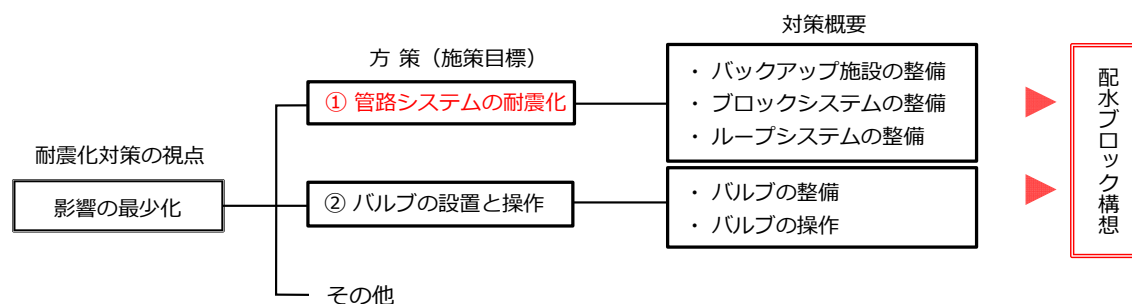 対策概要
方 策（施策目標）
・ バックアップ施設の整備
① 管路システムの耐震化
・ ブロックシステムの整備
・ ループシステムの整備
耐震化対策の視点
影響の最少化
② バルブの設置と操作
・ バルブの整備
・ バルブの操作
その他
配水ブロック構想